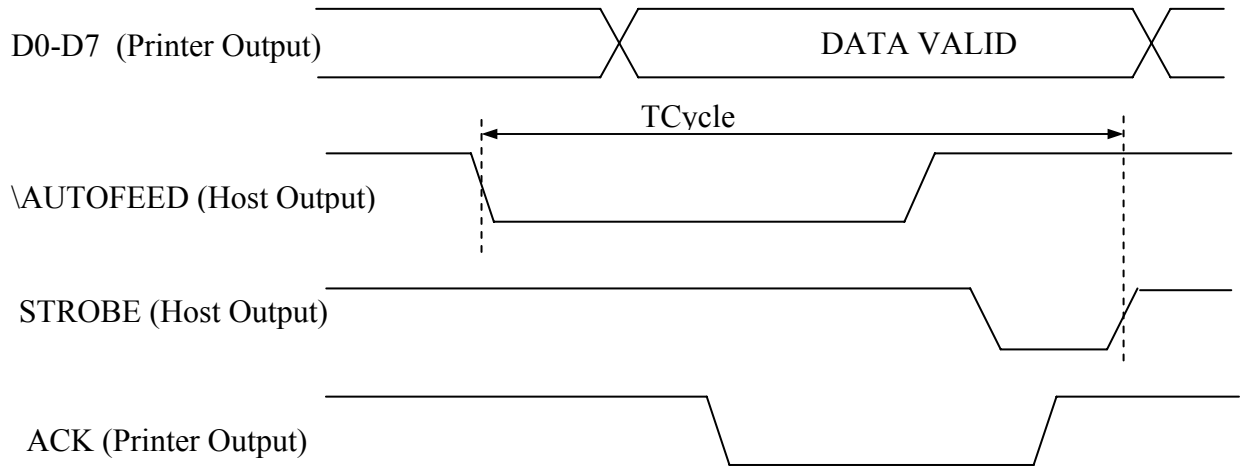 D0-D7 (Printer Output)
DATA VALID
TCycle
\AUTOFEED (Host Output)
STROBE (Host Output)
ACK (Printer Output)